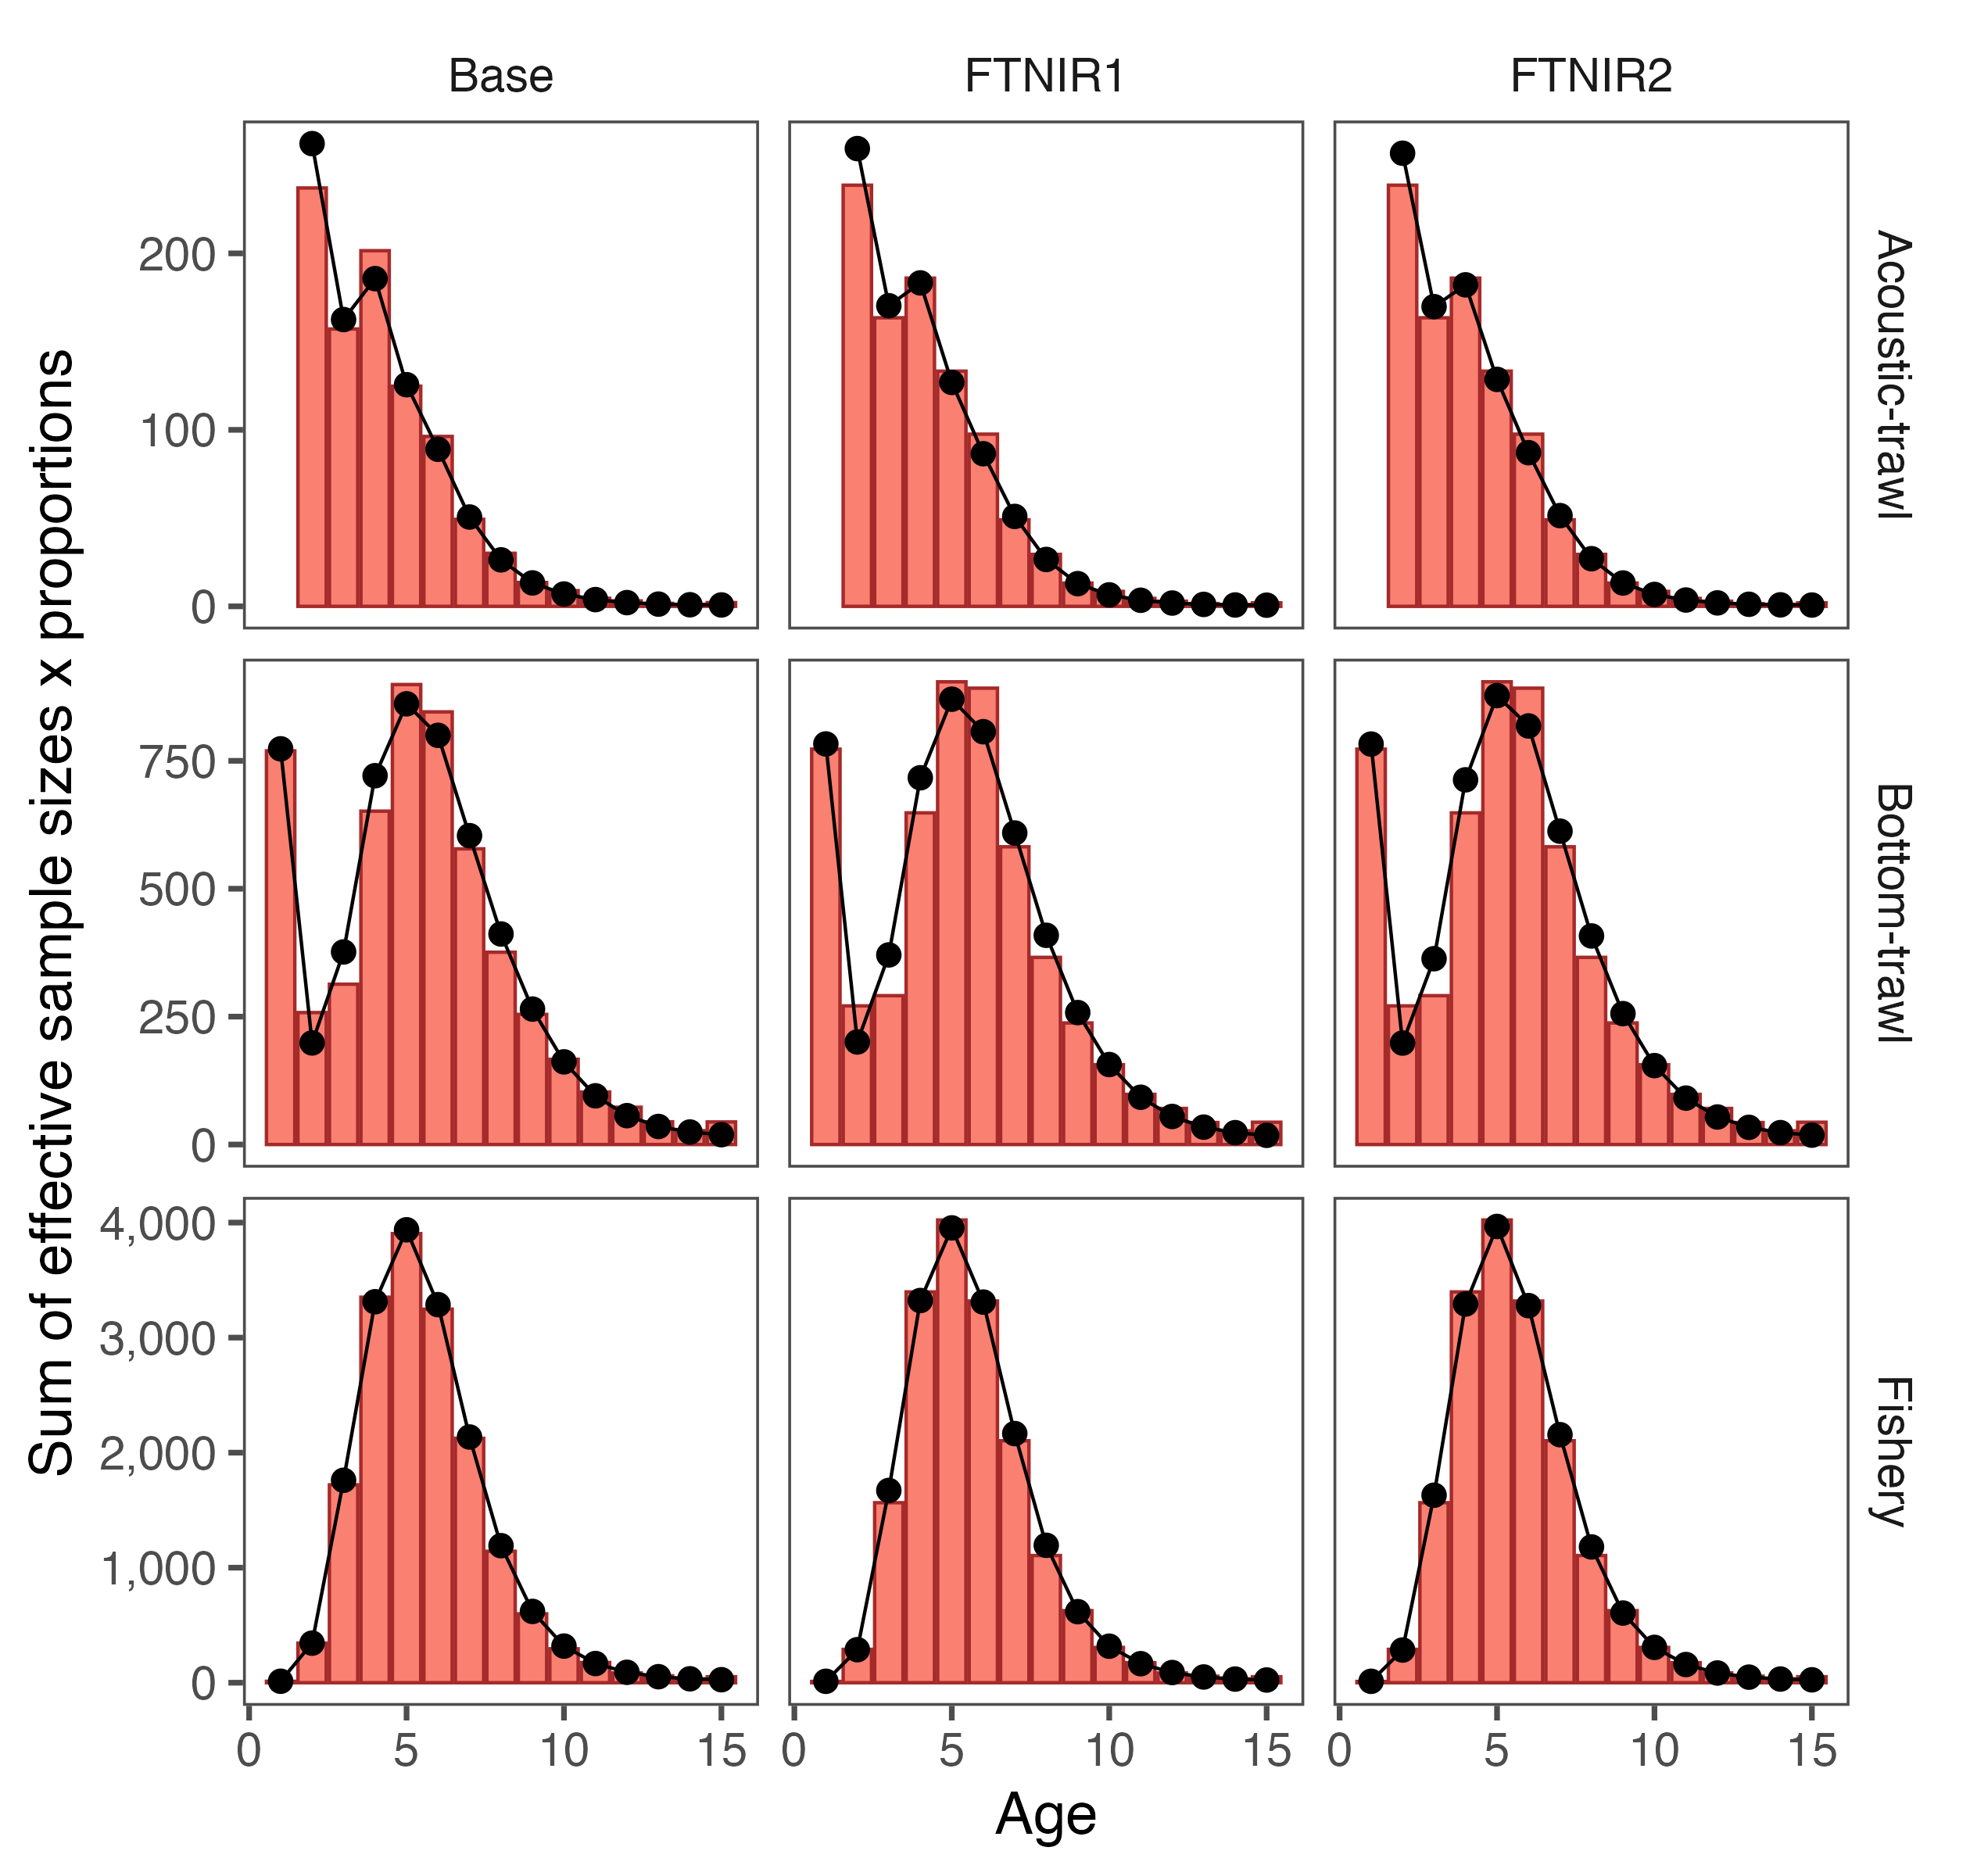 Base FTNIR1 FTNIR2
Sum of effective sample sizes x proportions
200
100
0
Acoustic-trawl
750
500
250
0
Bottom-trawl
4,000
3,000
2,000
1,000
0
Fishery
0 5 10 15 0 5 10 15 0 5 10 15
Age